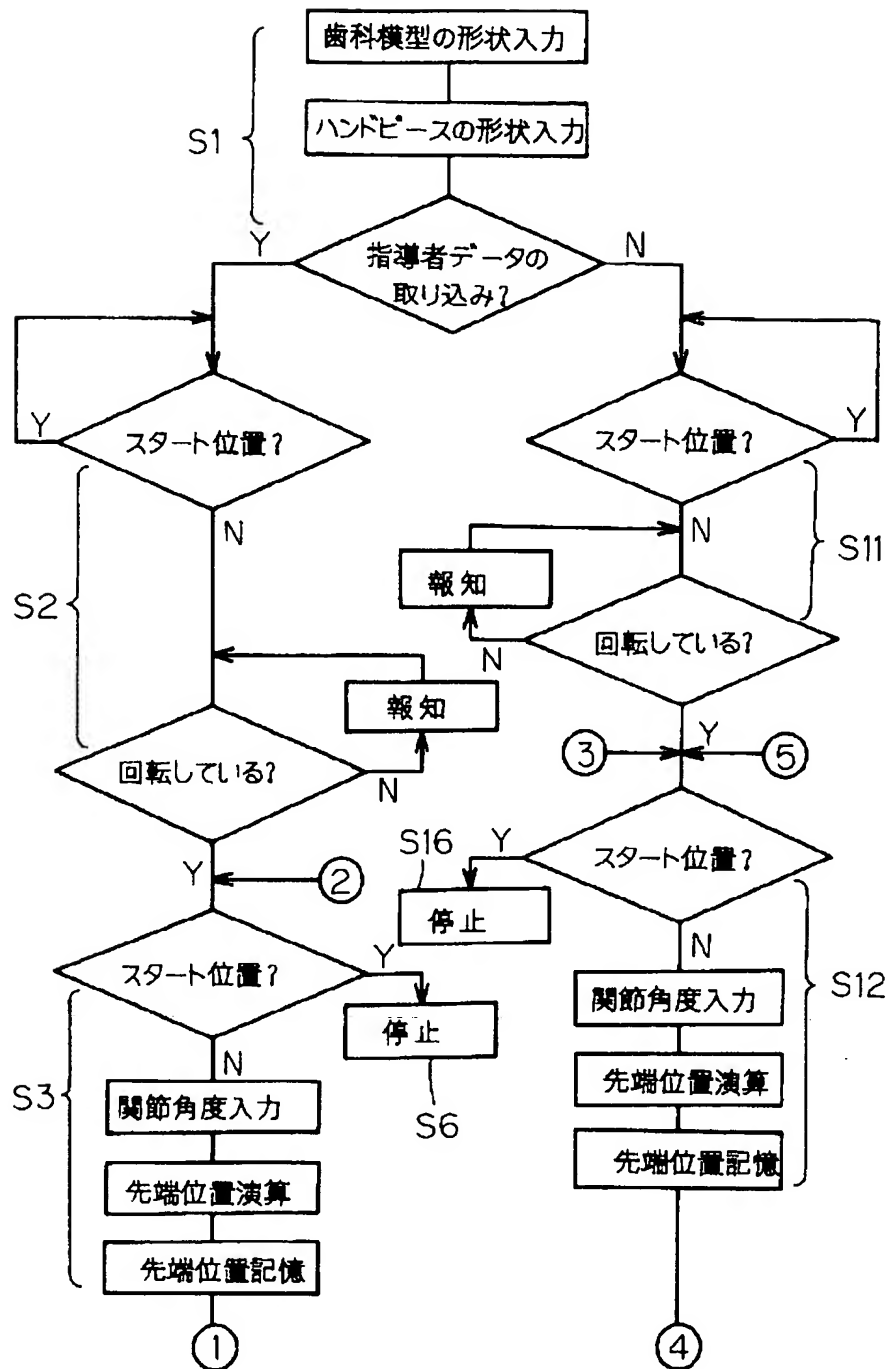 歯科模型の形状入力
ハンドピースの形状入力
S1
Y
N
指導者データの
取り込み?
Y
スタート位置?
スタート位置?
Y
N
N
S11
S2
報知
回転している?
N
報知
回転している?
N
③
Y
⑤
Y
②
S16
Y
スタート位置?
停止
スタート位置?
Y
N
S12
停止
関節角度入力
S3
N
S6
先端位置演算
関節角度入力
先端位置記憶
先端位置演算
先端位置記憶
①
④